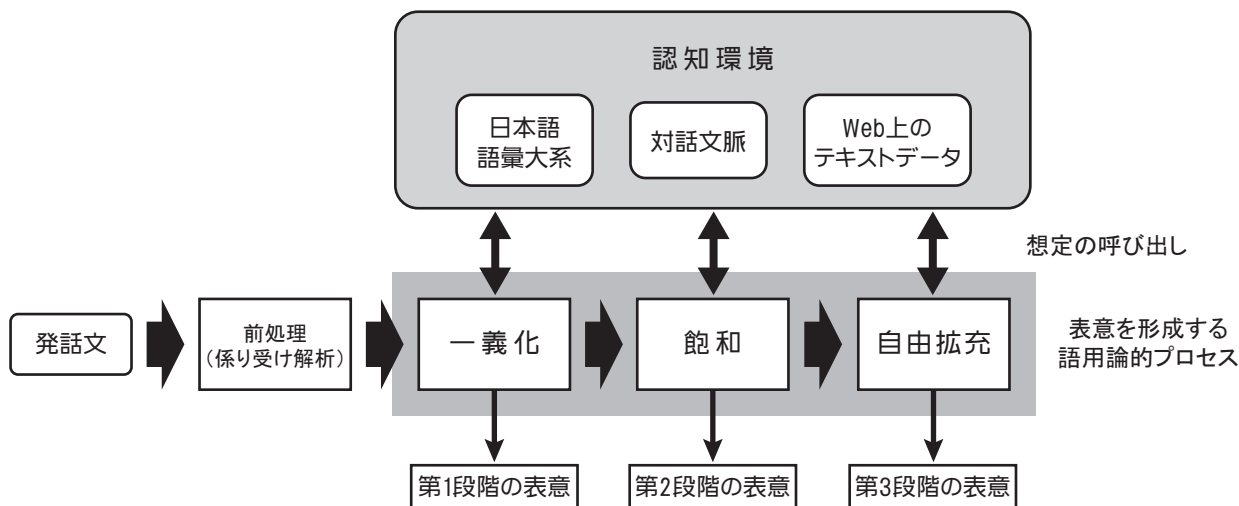 認知環境
日本語
語彙大系
対話文脈
Web上の
テキストデータ
想定の呼び出し
発話文
前処理
(係り受け解析)
一義化
飽和
自由拡充
表意を形成する
語用論的プロセス
第1段階の表意
第2段階の表意
第3段階の表意